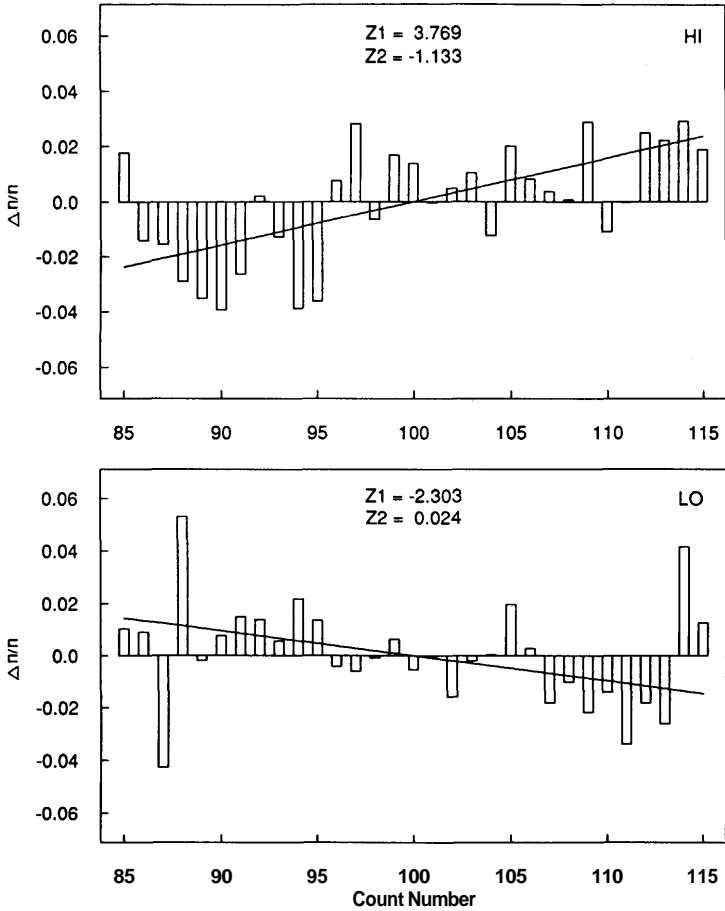 0.06
0.04
0.02
0.0
-0.02
-0.04
-0.06
△n/n
Z1 = 3.769
Z2 = -1.133
HI
85 90 95 100 105 110 115
0.06
0.04
0.02
0.0
-0.02
-0.04
-0.06
△n/n
Z1 = -2.303
Z2 = 0.024
LO
85 90 95 100 105 110 115
Count Number